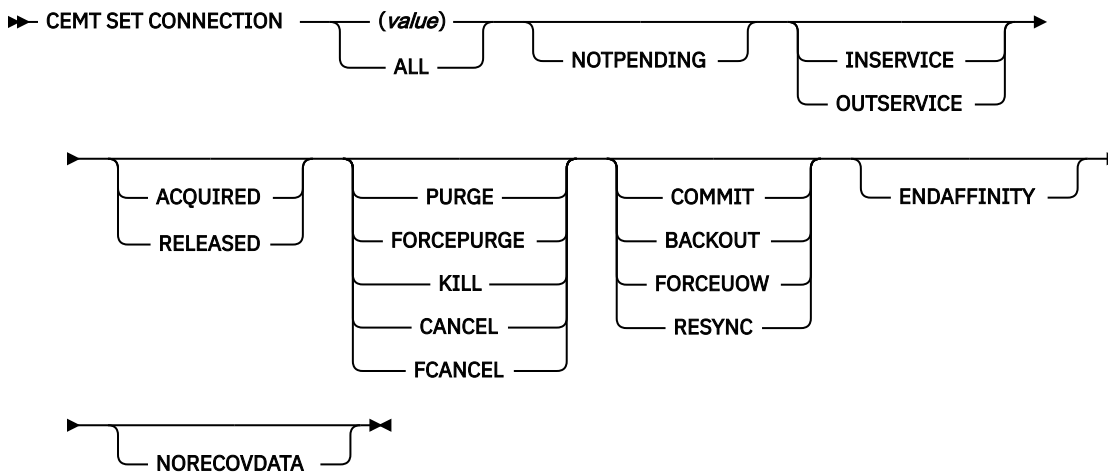 CEMT SET CONNECTION (value)
ALL
NOTPENDING
INSERVICE
OUTSERVICE
ACQUIRED
RELEASED
PURGE
FORCEPURGE
KILL
CANCEL
FCANCEL
COMMIT
BACKOUT
FORCEUOW
RESYNC
ENDAFFINITY
NORECOVDATA